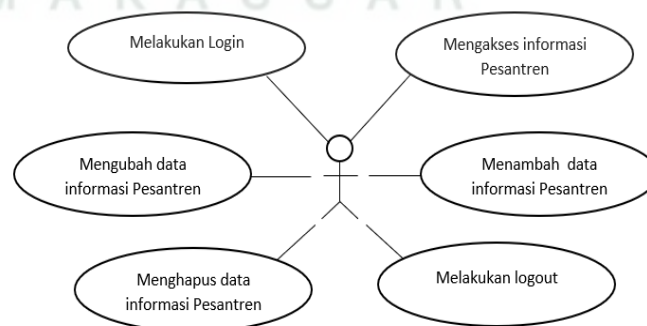 MAKASSAR
Melakukan Login
Mengakses informasi
Pesantren
Mengubah data
informasi Pesantren
Menambah data
informasi Pesantren
Menghapus data
informasi Pesantren
Melakukan logout